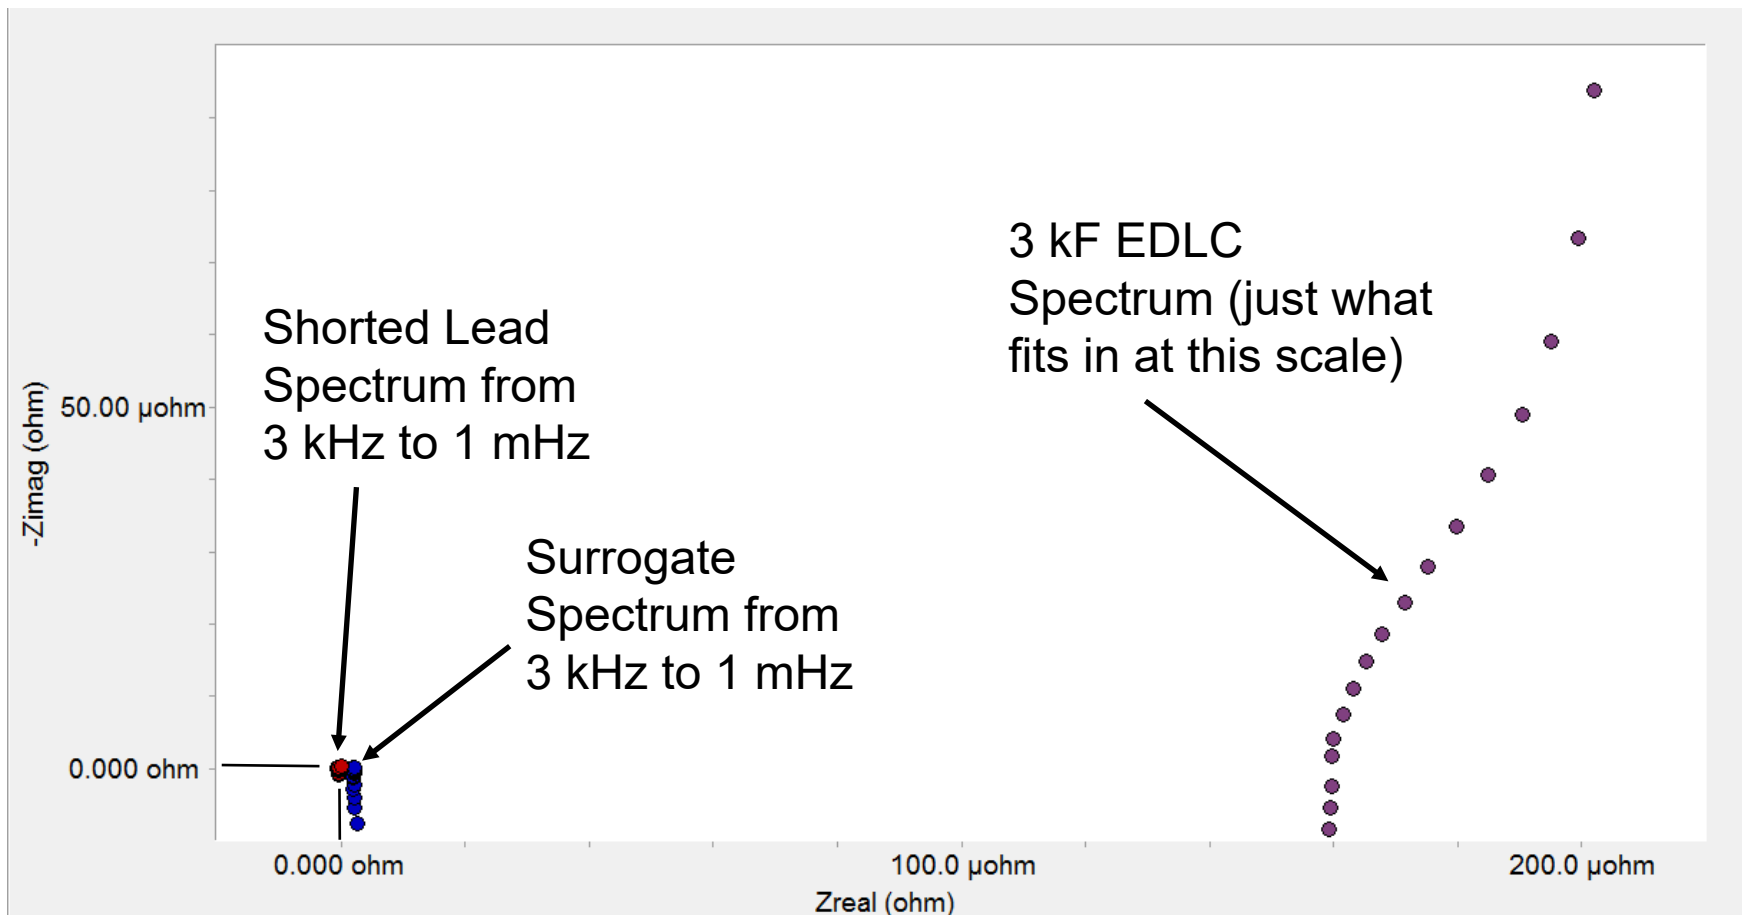 3 kF EDLC
Spectrum (just what
fits in at this scale)
Shorted Lead
Spectrum from
3 kHz to 1 mHz
Surrogate
Spectrum from
3 kHz to 1 mHz
-Zimag (ohm)
50.00 µohm
0.000 ohm
0.000 ohm
100.0 µohm
200.0 µohm
Zreal (ohm)